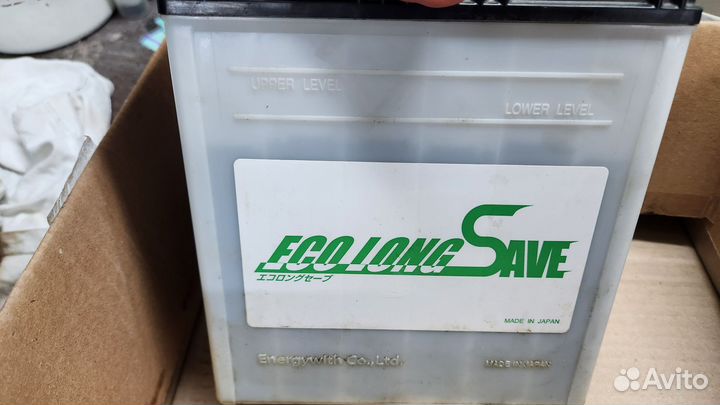 UPPER LEVEL
LOWER LEVEL
ECO LONG SAVE
エコロングセーブ
MADE IN JAPAN
Energywith Co.,Ltd. MADE IN JAPAN
Avito